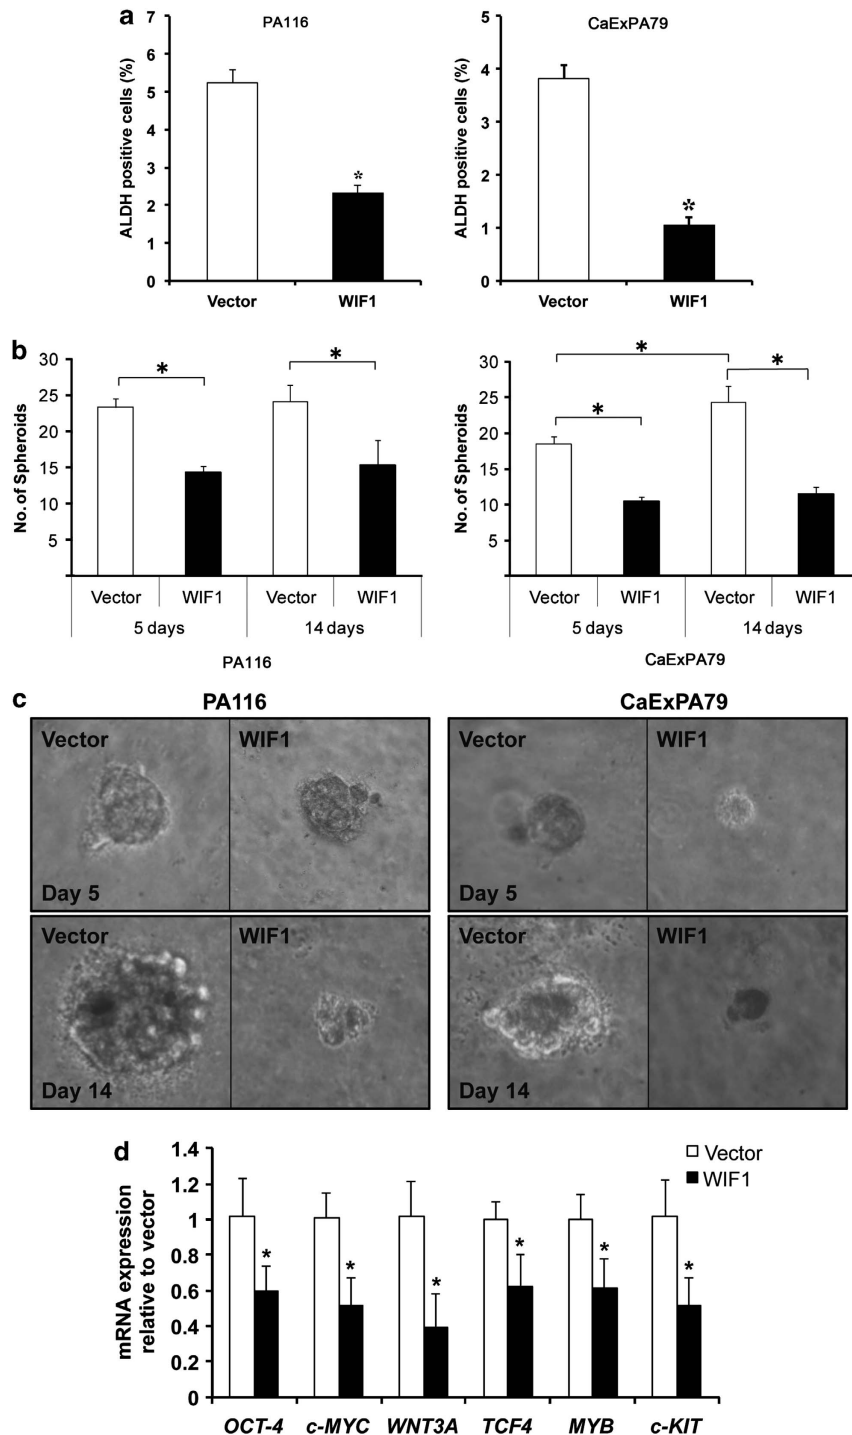 a
PA116
CaExPA79
ALDH positive cells (%)
7
6
5
4
3
2
1
0
*
Vector WIF1
ALDH positive cells (%)
5
4
3
2
1
0
*
Vector WIF1
b
No. of Spheroids
30
25
20
15
10
5
* *
Vector WIF1 Vector WIF1
5 days 14 days
PA116
No. of Spheroids
30
25
20
15
10
5
* * *
Vector WIF1 Vector WIF1
5 days 14 days
CaExPA79
c
PA116 CaExPA79
Vector WIF1 Vector WIF1
Day 5 Day 5
Vector WIF1 Vector WIF1
Day 14 Day 14
d
mRNA expression
relative to vector
1.4
1.2
1
0.8
0.6
0.4
0.2
0
Vector
WIF1
* * * * * *
OCT-4 c-MYC WNT3A TCF4 MYB c-KIT